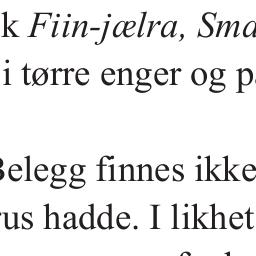 k Fiin-jælra, Sma
i tørre enger og p
Belegg finnes ikke
rus hadde. I likhet